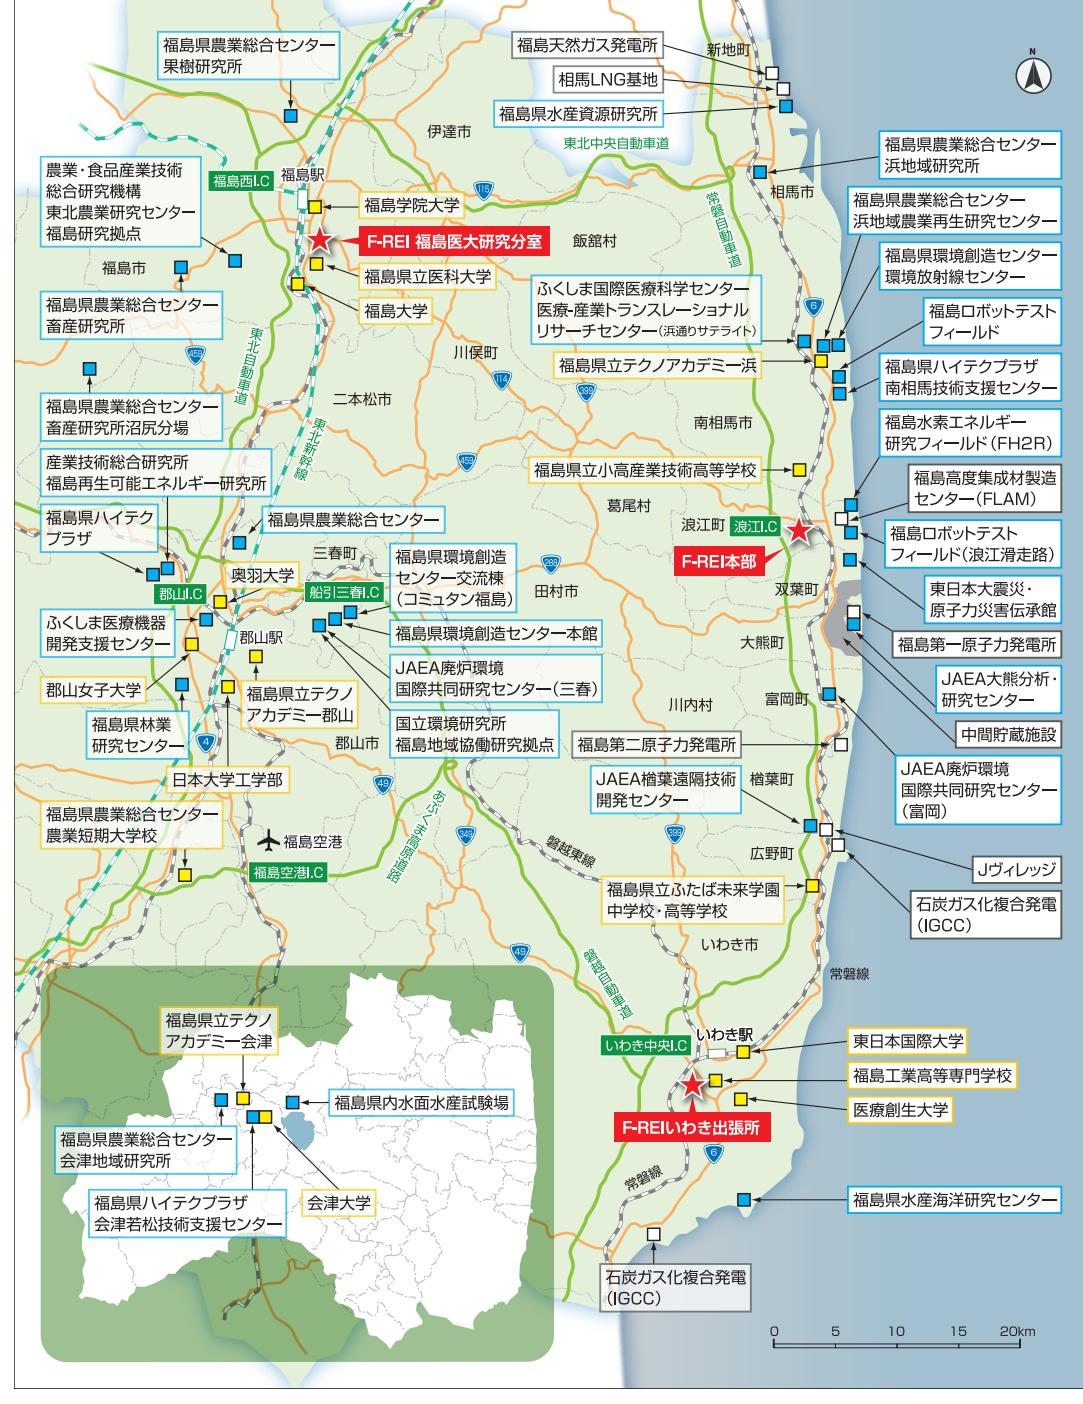 福島県農業総合センター
果樹研究所
福島天然ガス発電所
新地町
相馬LNG基地
福島県水産資源研究所
N
伊達市
東北中央自動車道
福島県農業総合センター
浜地域研究所
農業・食品産業技術
総合研究機構
東北農業研究センター
福島研究拠点
福島西I.C
福島駅
115
相馬市
福島学院大学
常磐自動車道
福島県農業総合センター
浜地域農業再生研究センター
F-REI 福島医大研究分室
飯舘村
福島市
福島県立医科大学
福島県環境創造センター
環境放射線センター
福島県農業総合センター
畜産研究所
福島大学
ふくしま国際医療科学センター
医療-産業トランスレーショナル
リサーチセンター(浜通りサテライト)
6
福島ロボットテスト
フィールド
東北自動車道
459
川俣町
福島県立テクノアカデミー浜
福島県ハイテクプラザ
南相馬技術支援センター
114
399
福島県農業総合センター
畜産研究所沼尻分場
二本松市
東北新幹線
南相馬市
福島水素エネルギー
研究フィールド(FH2R)
産業技術総合研究所
福島再生可能エネルギー研究所
459
福島県立小高産業技術高等学校
福島高度集成材製造
センター(FLAM)
福島県ハイテク
プラザ
福島県農業総合センター
葛尾村
浪江町
浪江I.C
福島ロボットテスト
フィールド(浪江滑走路)
三春町
福島県環境創造
センター交流棟
(コミュタン福島)
F-REI本部
奥羽大学
郡山I.C
船引三春I.C
288
田村市
双葉町
東日本大震災・
原子力災害伝承館
ふくしま医療機器
開発支援センター
郡山駅
福島県環境創造センター本館
大熊町
福島第一原子力発電所
JAEA廃炉環境
国際共同研究センター(三春)
郡山女子大学
福島県立テクノ
アカデミー郡山
JAEA大熊分析・
研究センター
川内村
富岡町
福島県林業
研究センター
4
国立環境研究所
福島地域協働研究拠点
中間貯蔵施設
郡山市
福島第二原子力発電所
日本大学工学部
49
JAEA楢葉遠隔技術
開発センター
楢葉町
JAEA廃炉環境
国際共同研究センター
(富岡)
福島県農業総合センター
農業短期大学校
あぶくま高原道路
349
399
福島空港
磐越東線
広野町
福島空港I.C
Jヴィレッジ
福島県立ふたば未来学園
中学校・高等学校
石炭ガス化複合発電
(IGCC)
49
いわき市
磐越自動車道
常磐線
福島県立テクノ
アカデミー会津
いわき中央I.C
いわき駅
東日本国際大学
福島工業高等専門学校
福島県内水面水産試験場
医療創生大学
F-REIいわき出張所
福島県農業総合センター
会津地域研究所
6
常磐線
福島県ハイテクプラザ
会津若松技術支援センター
会津大学
福島県水産海洋研究センター
石炭ガス化複合発電
(IGCC)
0 5 10 15 20km